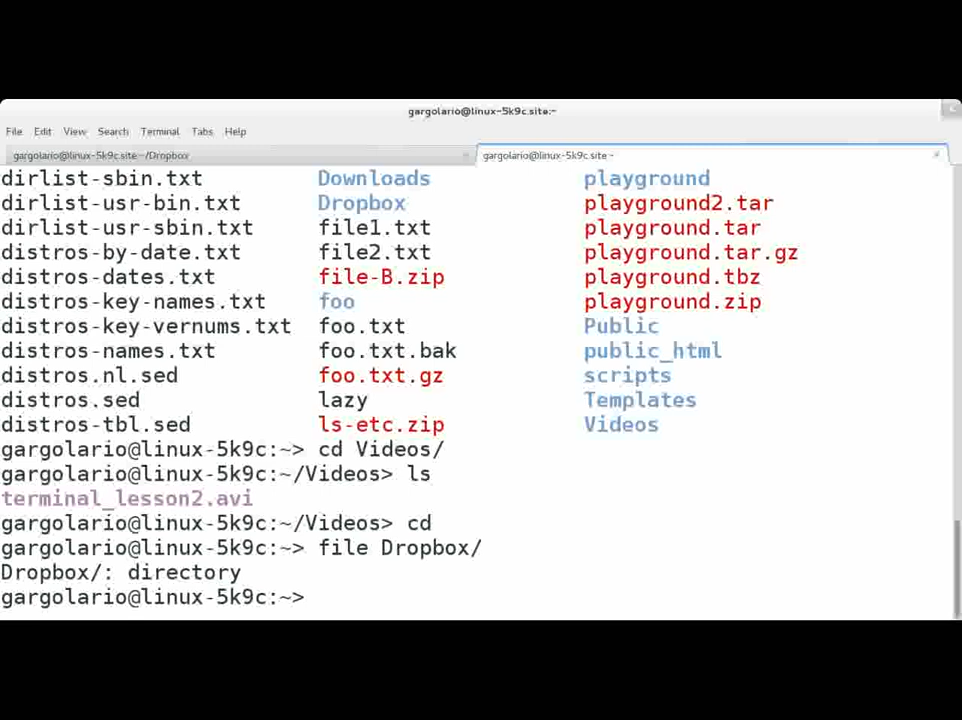 gargolario@linux-5k9c.site:~
File Edit View Search Terminal Tabs Help
gargolario@linux-5k9c.site:~/Dropbox gargolario@linux-5k9c.site:~
dirlist-sbin.txt Downloads playground
dirlist-usr-bin.txt Dropbox playground2.tar
dirlist-usr-sbin.txt file1.txt playground.tar
distros-by-date.txt file2.txt playground.tar.gz
distros-dates.txt file-B.zip playground.tbz
distros-key-names.txt foo playground.zip
distros-key-vernums.txt foo.txt Public
distros-names.txt foo.txt.bak public_html
distros.nl.sed foo.txt.gz scripts
distros.sed lazy Templates
distros-tbl.sed ls-etc.zip Videos
gargolario@linux-5k9c:~> cd Videos/
gargolario@linux-5k9c:~/Videos> ls
terminal_lesson2.avi
gargolario@linux-5k9c:~/Videos> cd
gargolario@linux-5k9c:~> file Dropbox/
Dropbox/: directory
gargolario@linux-5k9c:~>